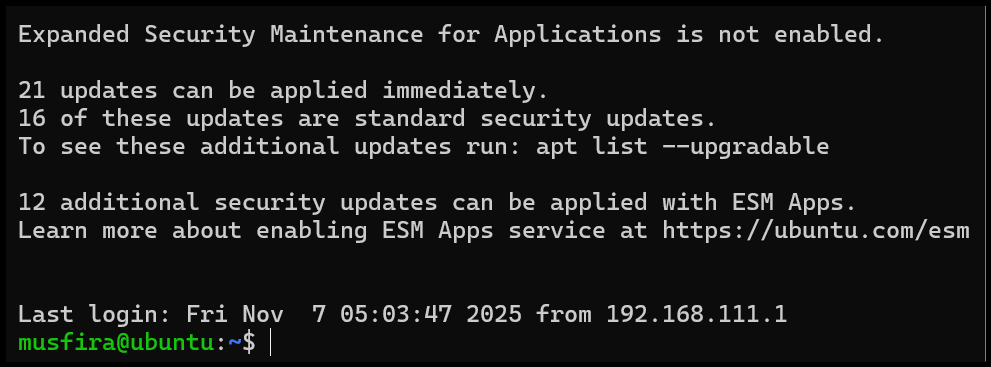 Expanded Security Maintenance for Applications is not enabled.
21 updates can be applied immediately.
16 of these updates are standard security updates.
To see these additional updates run: apt list --upgradable
12 additional security updates can be applied with ESM Apps.
Learn more about enabling ESM Apps service at https://ubuntu.com/esm
Last login: Fri Nov  7 05:03:47 2025 from 192.168.111.1
musfira@ubuntu:~$